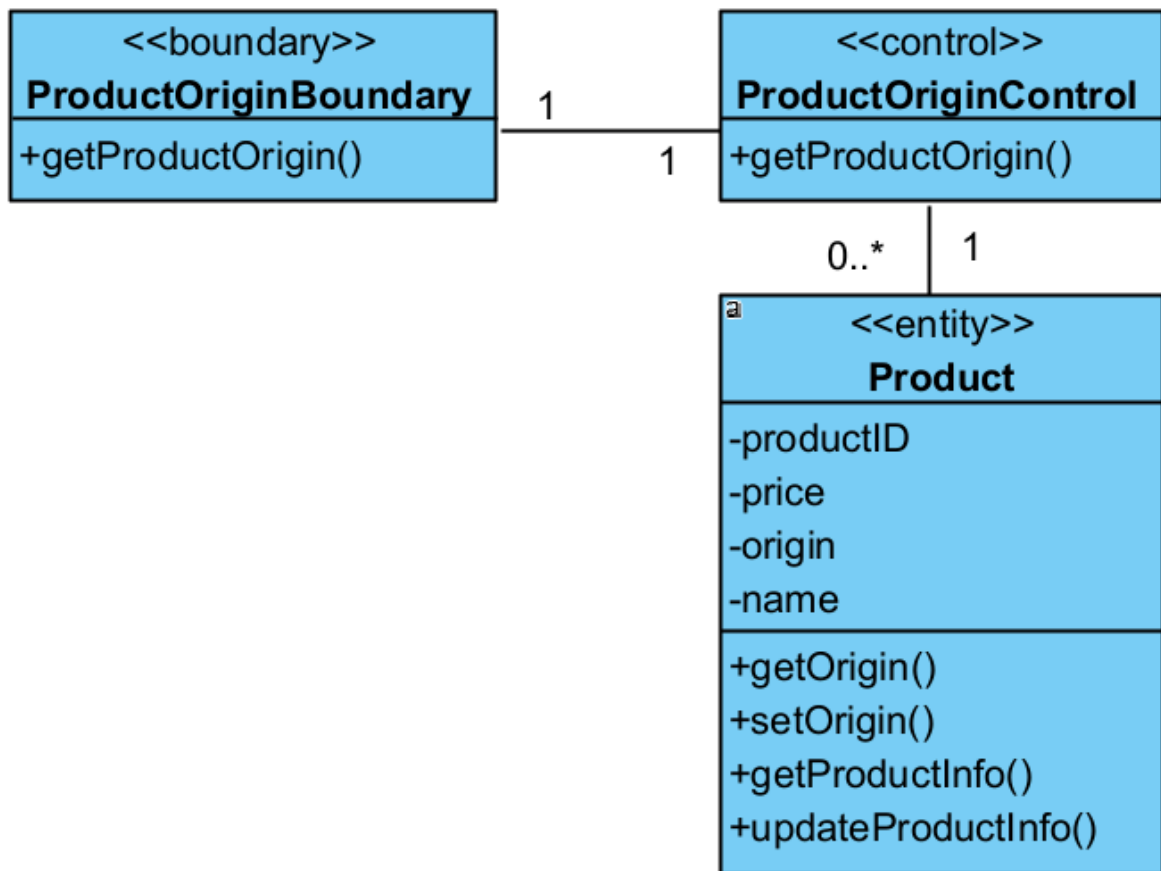 <<boundary>>
ProductOriginBoundary
+getProductOrigin()
1
1
<<control>>
ProductOriginControl
+getProductOrigin()
0..*
1
a
<<entity>>
Product
-productID
-price
-origin
-name
+getOrigin()
+setOrigin()
+getProductInfo()
+updateProductInfo()